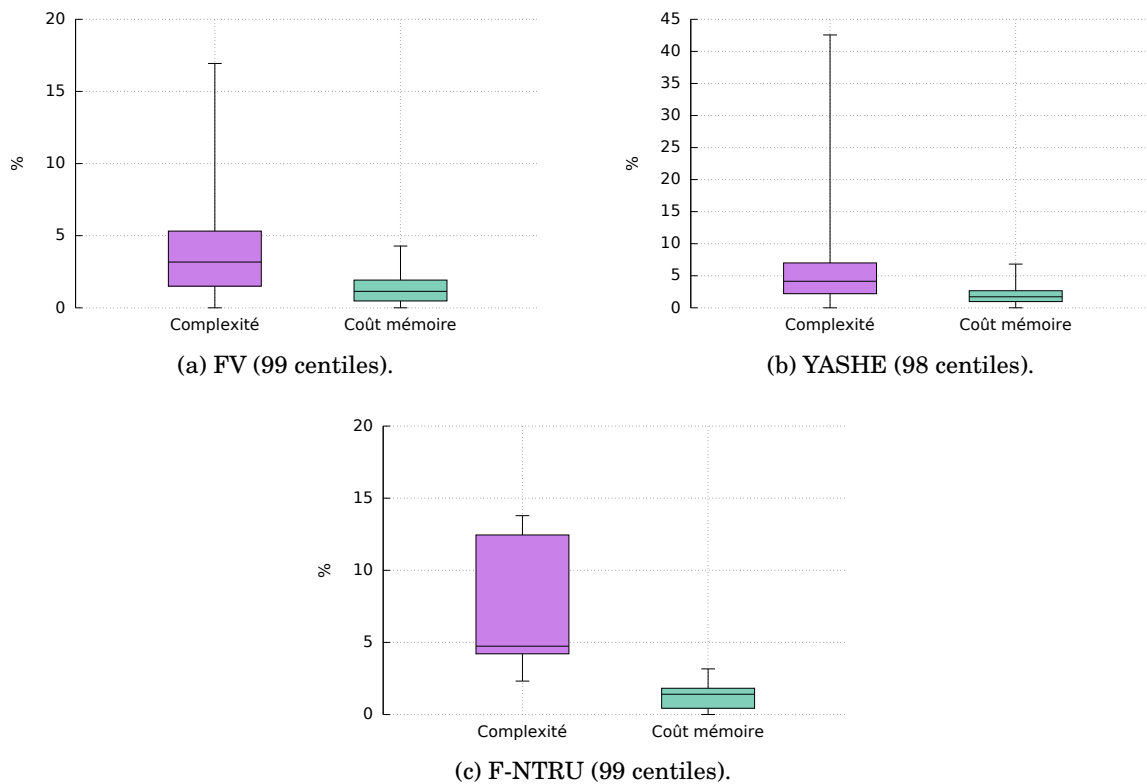 20
15
10
5
0
%
Complexité
Coût mémoire
(a) FV (99 centiles).
45
40
35
30
25
20
15
10
5
0
%
Complexité
Coût mémoire
(b) YASHE (98 centiles).
20
15
10
5
0
%
Complexité
Coût mémoire
(c) F-NTRU (99 centiles).